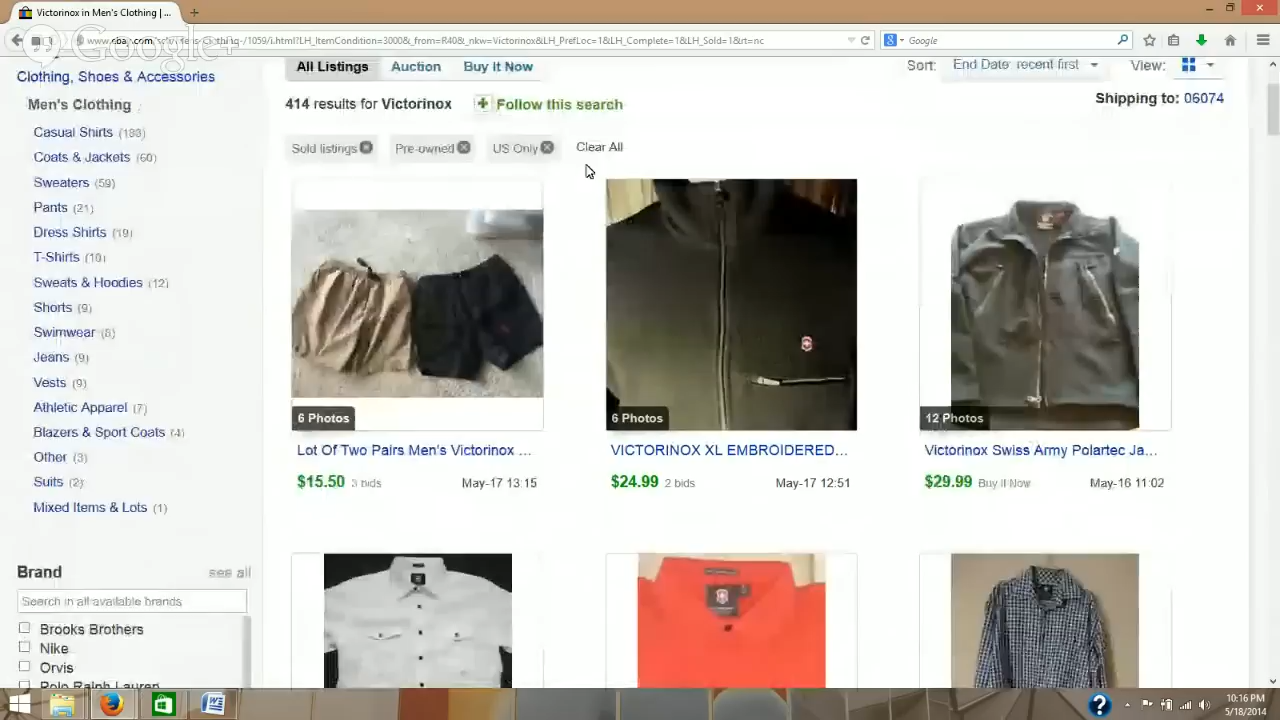 Victorinox in Men's Clothing | ...
Google+
Google
Clothing, Shoes & Accessories
All Listings
Auction
Buy It Now
Sort:
End Date: recent first
View:
Men's Clothing
414 results for Victorinox
Follow this search
Shipping to: 06074
Casual Shirts
Sold listings
Pre-owned
US Only
Clear All
Coats & Jackets (60)
Sweaters (59)
Pants (21)
Dress Shirts (19)
T-Shirts
Sweats & Hoodies (12)
Shorts (9)
Swimwear (8)
Jeans (9)
Vests (9)
Athletic Apparel (7)
Blazers & Sport Coats (4)
Other (3)
Suits (2)
Mixed Items & Lots (1)
6 Photos
6 Photos
12 Photos
Lot Of Two Pairs Men's Victorinox ...
VICTORINOX XL EMBROIDERED...
Victorinox Swiss Army Polartec Ja...
$15.50 3 bids May-17 13:15
$24.99 2 bids May-17 12:51
$29.99 Buy It Now May-16 11:02
Brand
see all
Search in all available brands
Brooks Brothers
Nike
Orvis
Polo Ralph Lauren
10:16 PM
5/18/2014